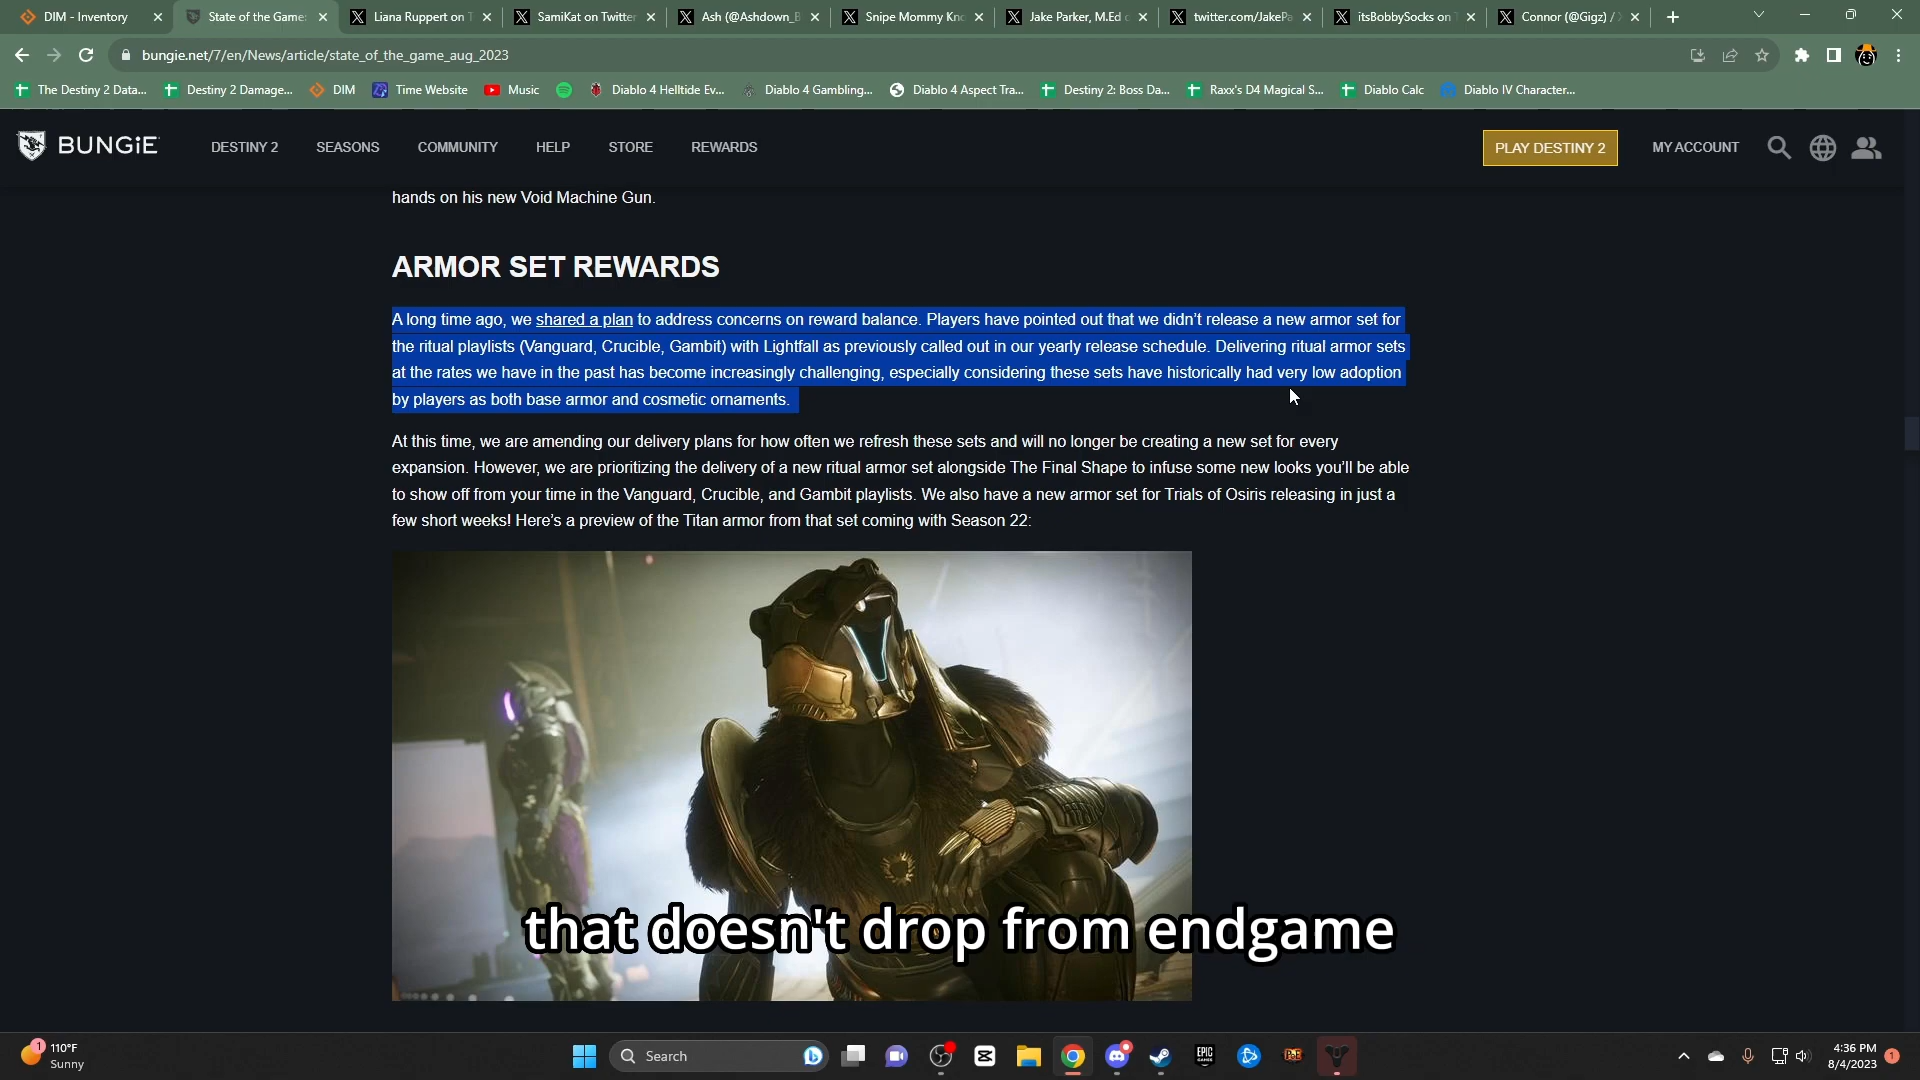 DIM - Inventory
State of the Game:
Liana Ruppert on T
SamiKat on Twitter
Ash (@Ashdown_B
Snipe Mommy Kno
Jake Parker, M.Ed
twitter.com/JakePa
itsBobbySocks on T
Connor (@Gigz) / X
bungie.net/7/en/News/article/state_of_the_game_aug_2023
The Destiny 2 Data...
Destiny 2 Damage...
DIM
Time Website
Music
Diablo 4 Helltide Ev...
Diablo 4 Gambling...
Diablo 4 Aspect Tra...
Destiny 2: Boss Da...
Raxx's D4 Magical S...
Diablo Calc
Diablo IV Character...
BUNGiE
DESTINY 2
SEASONS
COMMUNITY
HELP
STORE
REWARDS
PLAY DESTINY 2
MY ACCOUNT
hands on his new Void Machine Gun.
ARMOR SET REWARDS
A long time ago, we shared a plan to address concerns on reward balance. Players have pointed out that we didn't release a new armor set for
the ritual playlists (Vanguard, Crucible, Gambit) with Lightfall as previously called out in our yearly release schedule. Delivering ritual armor sets
at the rates we have in the past has become increasingly challenging, especially considering these sets have historically had very low adoption
by players as both base armor and cosmetic ornaments.
At this time, we are amending our delivery plans for how often we refresh these sets and will no longer be creating a new set for every
expansion. However, we are prioritizing the delivery of a new ritual armor set alongside The Final Shape to infuse some new looks you'll be able
to show off from your time in the Vanguard, Crucible, and Gambit playlists. We also have a new armor set for Trials of Osiris releasing in just a
few short weeks! Here's a preview of the Titan armor from that set coming with Season 22:
that doesn't drop from endgame
1
110°F
Sunny
Search
EPIC
GAMES
4:36 PM
8/4/2023
1